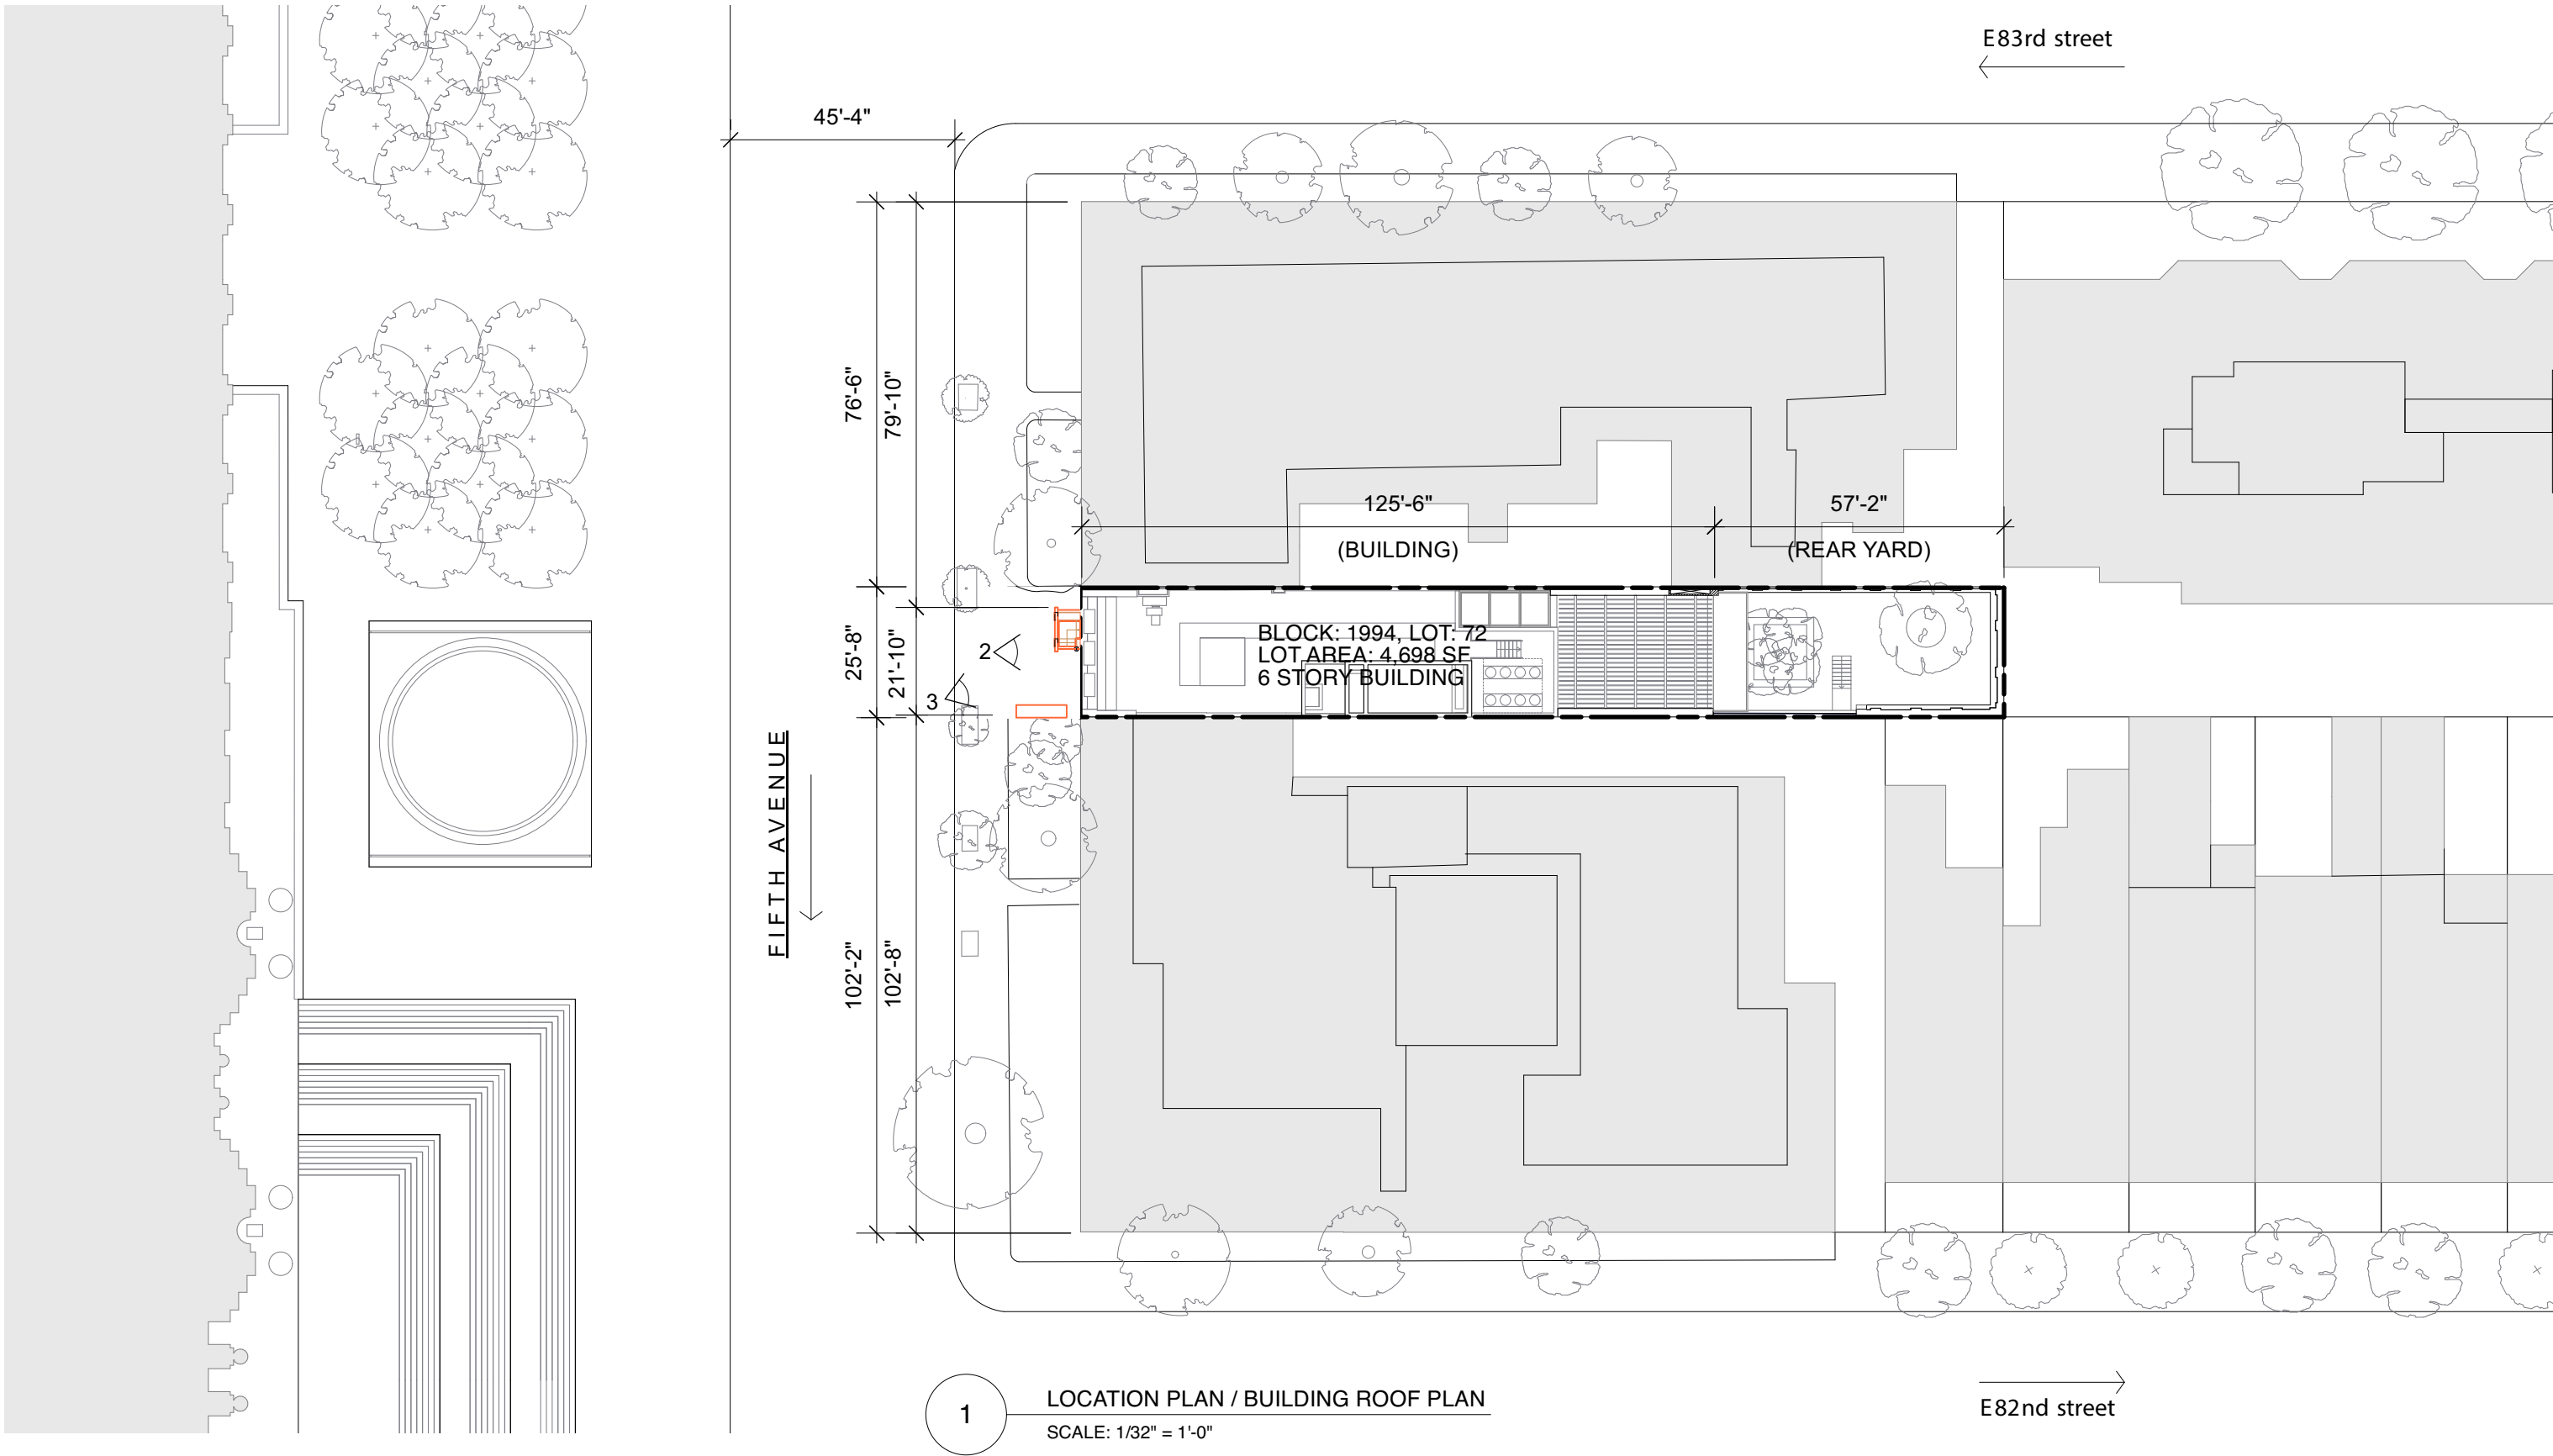 E83rd street
45'-4"
76'-6"
79'-10"
125'-6"
57'-2"
(BUILDING)
(REAR YARD)
25'-8"
21'-10"
2
3
BLOCK: 1994, LOT: 72
LOT AREA: 4,698 SF
6 STORY BUILDING
FIFTH AVENUE
102'-2"
102'-8"
1
LOCATION PLAN / BUILDING ROOF PLAN
SCALE: 1/32" = 1'-0"
E82nd street